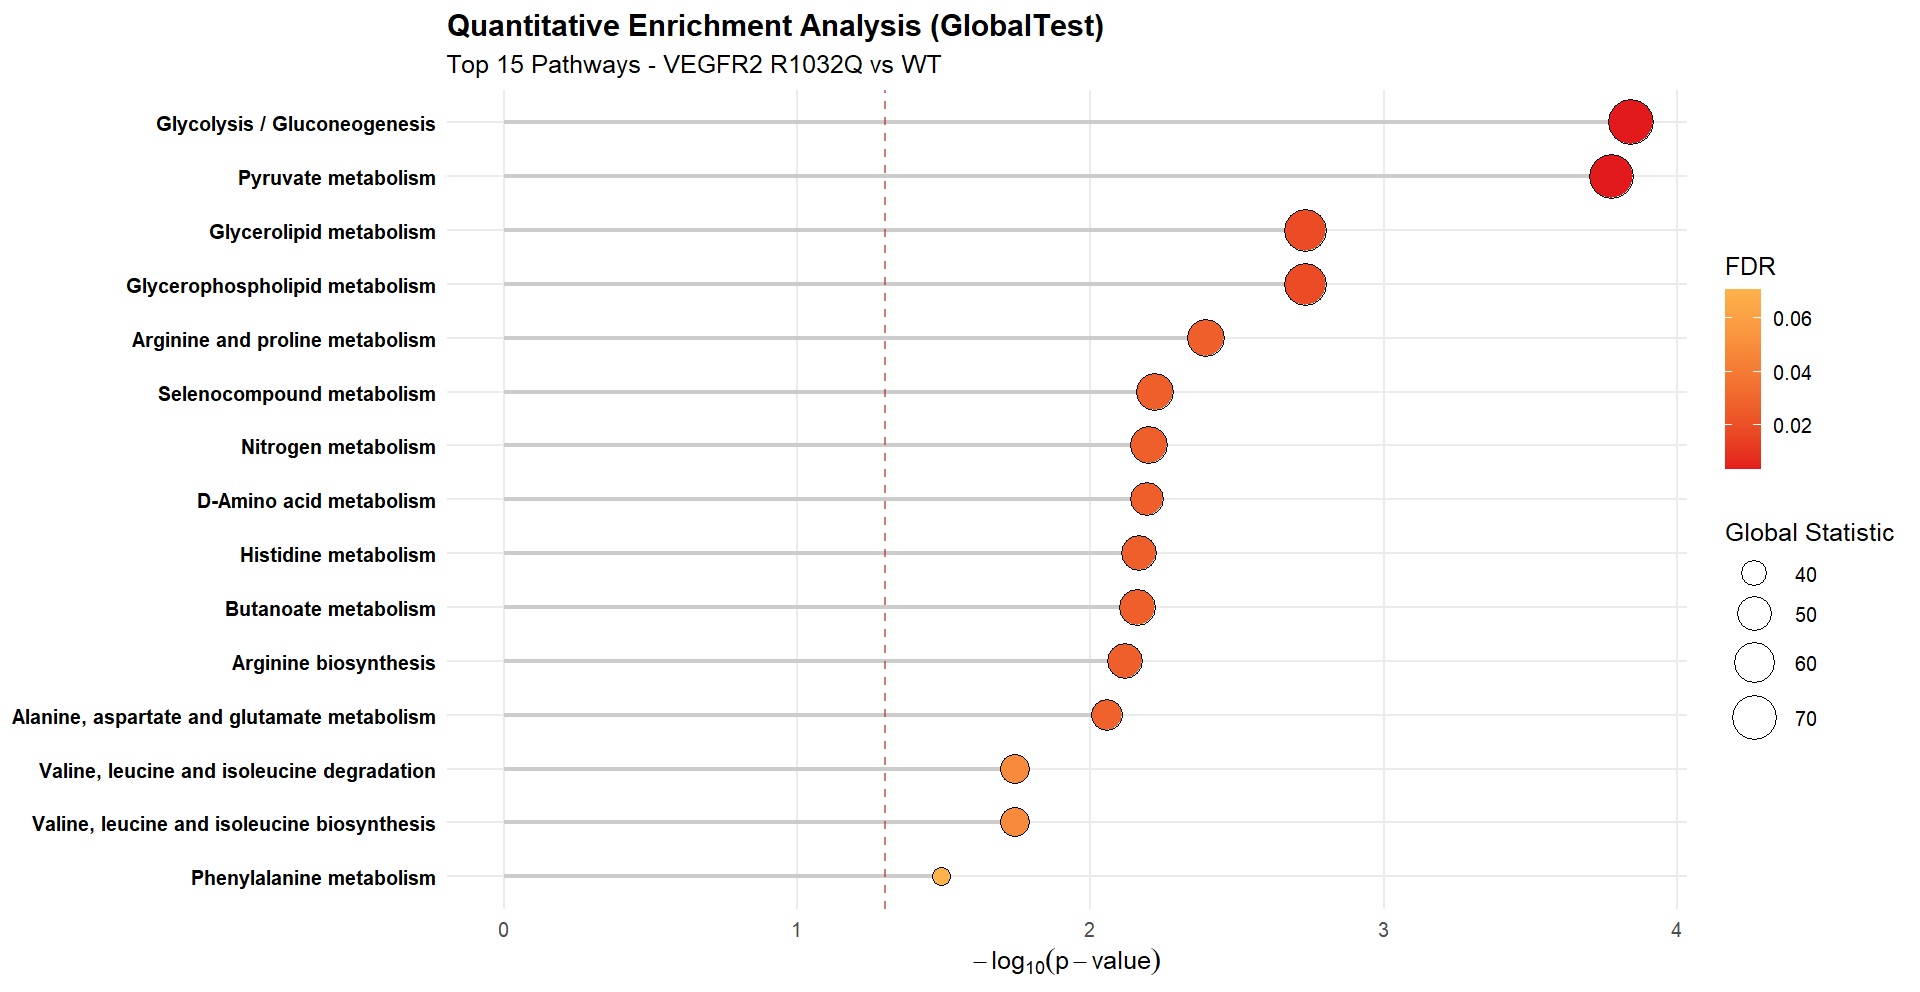 Quantitative Enrichment Analysis (GlobalTest)
Top 15 Pathways - VEGFR2 R1032Q vs WT
Glycolysis / Gluconeogenesis
Pyruvate metabolism
Glycerolipid metabolism
Glycerophospholipid metabolism
Arginine and proline metabolism
Selenocompound metabolism
Nitrogen metabolism
D-Amino acid metabolism
Histidine metabolism
Butanoate metabolism
Arginine biosynthesis
Alanine, aspartate and glutamate metabolism
Valine, leucine and isoleucine degradation
Valine, leucine and isoleucine biosynthesis
Phenylalanine metabolism
0 1 2 3 4
−log₁₀(p−value)
FDR
0.06
0.04
0.02
Global Statistic
40
50
60
70